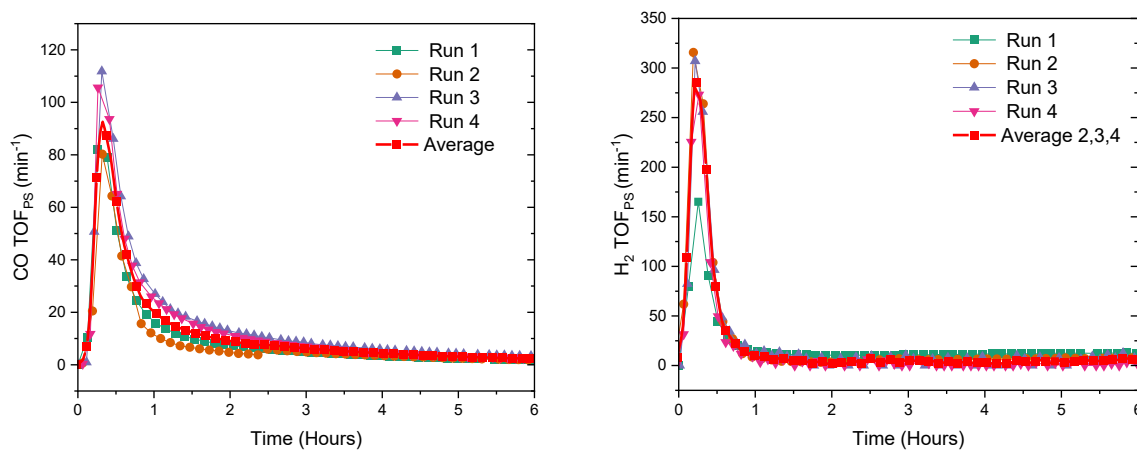 CO TOF_PS (min⁻¹)
120
100
80
60
40
20
0
0
1
2
3
4
5
6
Time (Hours)
Run 1
Run 2
Run 3
Run 4
Average
H₂ TOF_PS (min⁻¹)
350
300
250
200
150
100
50
0
0
1
2
3
4
5
6
Time (Hours)
Run 1
Run 2
Run 3
Run 4
Average 2,3,4